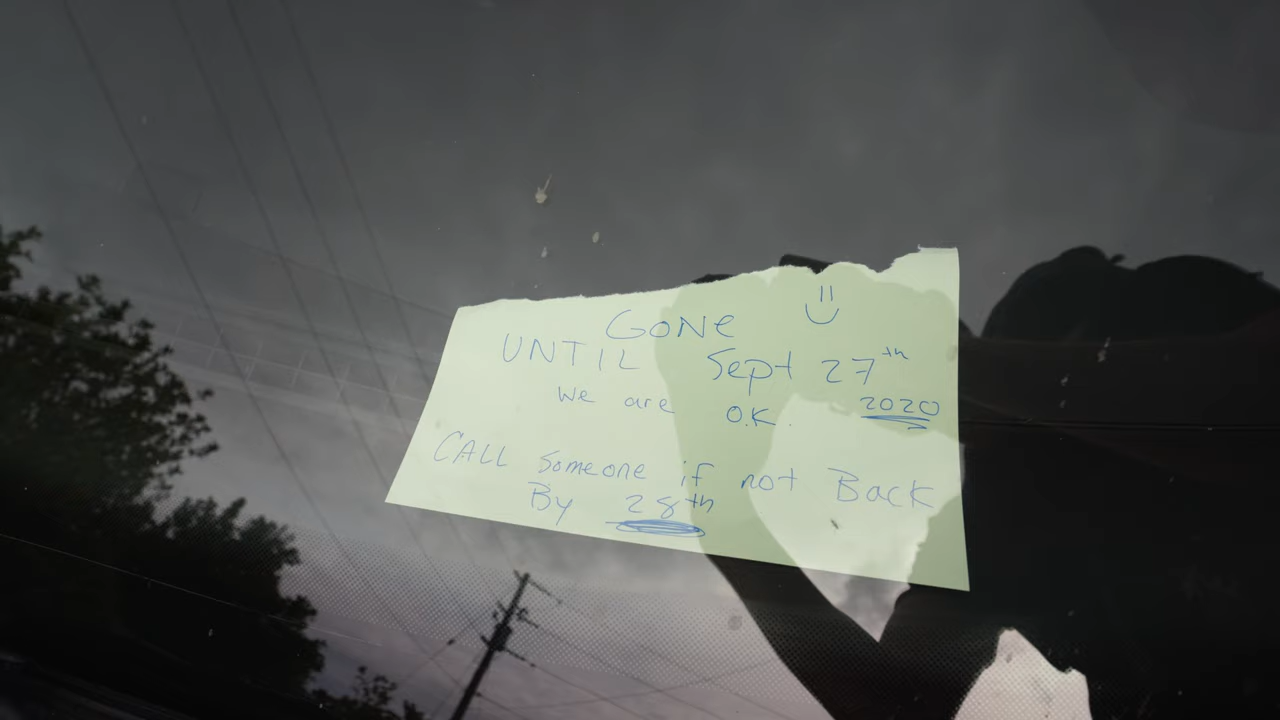 GONE
UNTIL Sept 27th
We are O.K. 2020
CALL Someone if not Back
By 28th